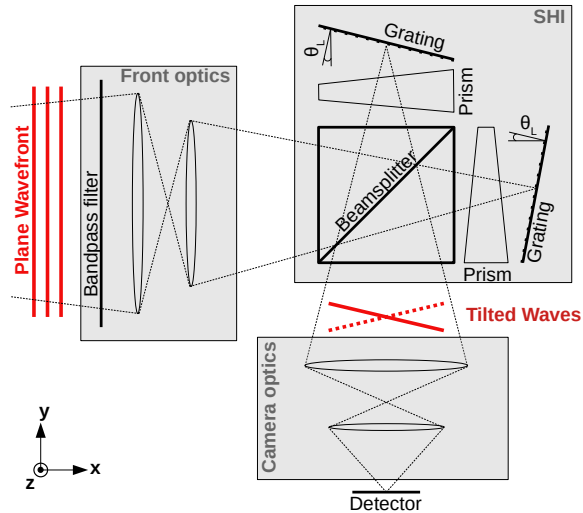 SHI
Front optics
Grating
θL
Prism
Plane Wavefront
Bandpass filter
Beamsplitter
θL
Grating
Prism
Tilted Waves
Camera optics
y
x
z
Detector